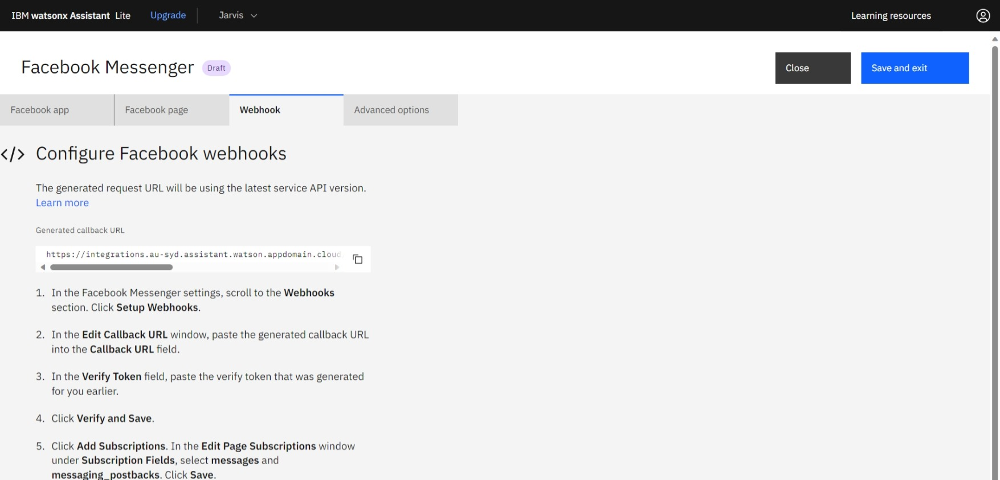 IBM watsonx Assistant Lite Upgrade Jarvis Learning resources
Facebook Messenger Draft Close Save and exit
Facebook app Facebook page Webhook Advanced options
</> Configure Facebook webhooks
The generated request URL will be using the latest service API version.
Learn more
Generated callback URL
https://integrations.au-syd.assistant.watson.appdomain.cloud
1. In the Facebook Messenger settings, scroll to the Webhooks
section. Click Setup Webhooks.
2. In the Edit Callback URL window, paste the generated callback URL
into the Callback URL field.
3. In the Verify Token field, paste the verify token that was generated
for you earlier.
4. Click Verify and Save.
5. Click Add Subscriptions. In the Edit Page Subscriptions window
under Subscription Fields, select messages and
messaging_postbacks. Click Save.